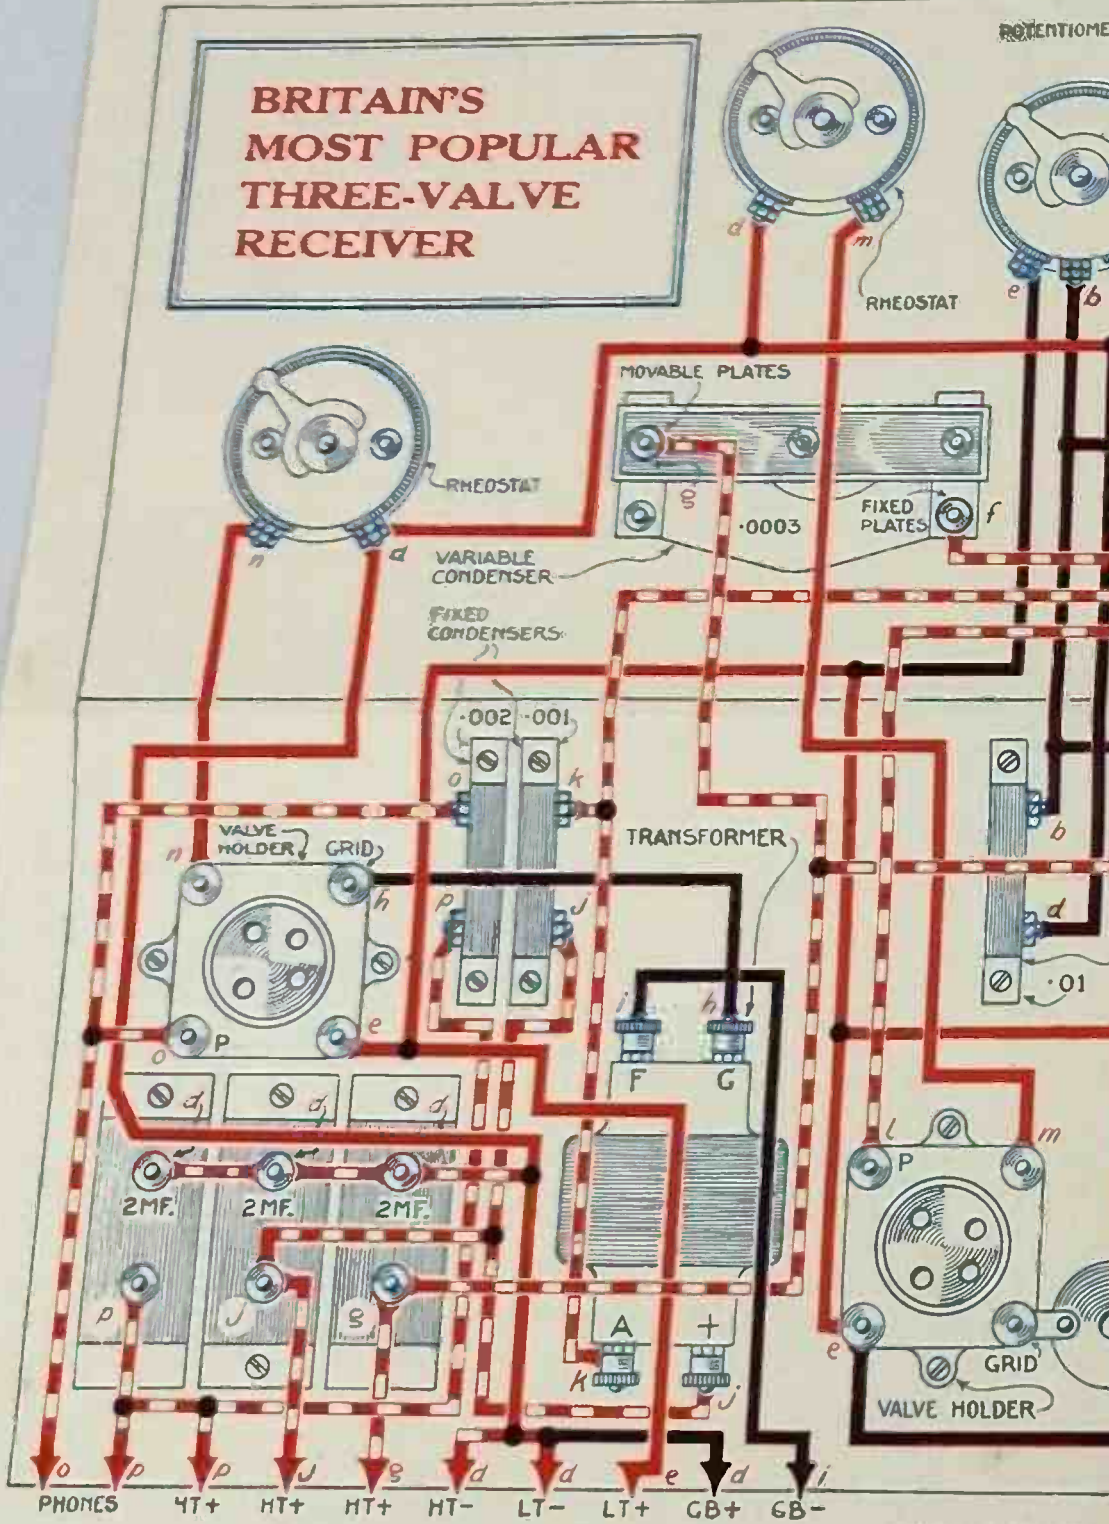 BRITAIN'S
MOST POPULAR
THREE-VALVE
RECEIVER
d
m
RHEOSTAT
e
b
MOVABLE PLATES
g
.0003
FIXED
PLATES
f
RHEOSTAT
n
d
VARIABLE
CONDENSER
FIXED
CONDENSERS
.002
.001
o
k
VALVE
HOLDER
GRID
n
h
TRANSFORMER
b
p
j
d
.01
i
h
o
P
e
F
G
d
d
d
l
P
m
2MF.
2MF.
2MF.
p
J
g
A
+
k
j
e
GRID
VALVE HOLDER
o
p
p
J
g
d
d
e
d
i
PHONES
HT+
HT+
HT-
LT-
LT+
GB+
GB-